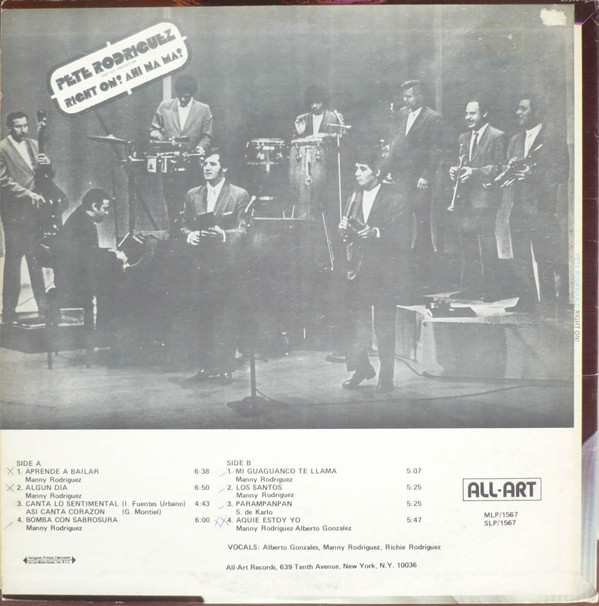 PETE RODRIGUEZ
RIGHT ON! AHI NA MA!
SIDE A
1. APRENDE A BAILAR 6:38
Manny Rodriguez
2. ALGUN DIA 6:50
Manny Rodriguez
3. CANTA LO SENTIMENTAL (I. Fuentes Urbano) 4:43
ASI CANTA CORAZON (G. Montiel)
4. BOMBA CON SABROSURA 6:00
Manny Rodriguez
SIDE B
1. MI GUAGUANCO TE LLAMA 5:07
Manny Rodriguez
2. LOS SANTOS 5:25
Manny Rodriguez
3. PARAMPANPAN 5:25
S. de Karlo
4. AQUIE ESTOY YO 5:47
Manny Rodriguez Alberto Gonzalez
VOCALS: Alberto Gonzales, Manny Rodriguez, Richie Rodriguez
All-Art Records, 639 Tenth Avenue, New York, N.Y. 10036
ALL-ART
MLP/1567
SLP/1567